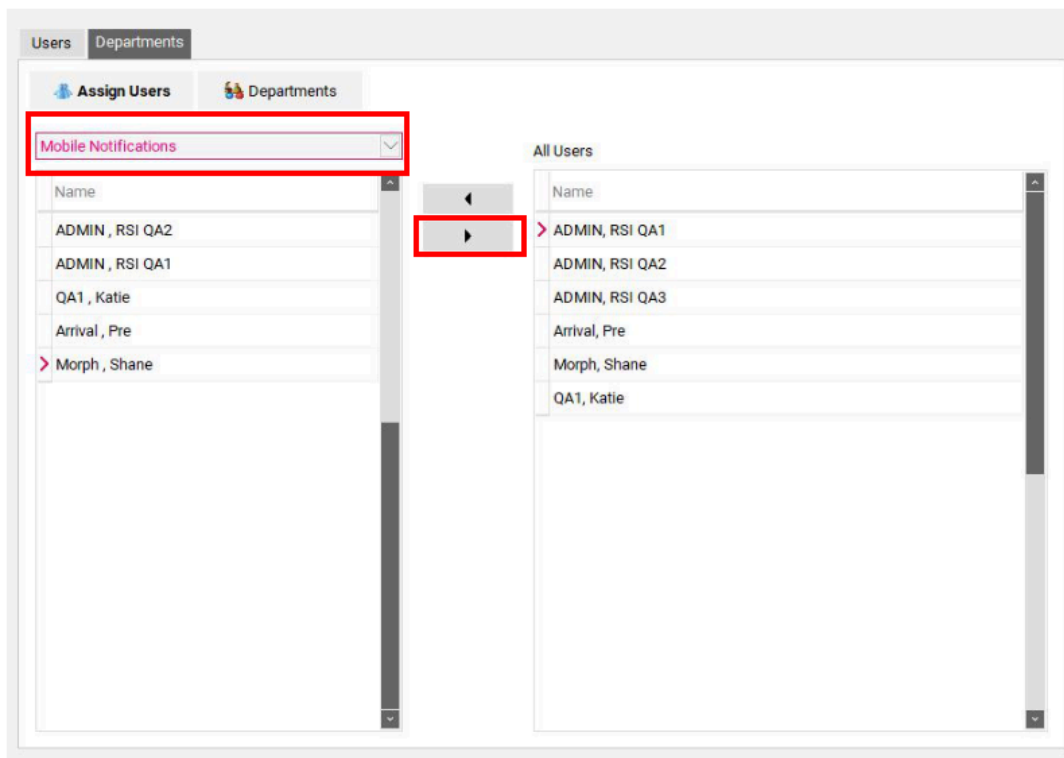 Users Departments
Assign Users Departments
Mobile Notifications
All Users
Name
ADMIN , RSI QA2
ADMIN , RSI QA1
QA1 , Katie
Arrival , Pre
Morph , Shane
Name
ADMIN, RSI QA1
ADMIN, RSI QA2
ADMIN, RSI QA3
Arrival, Pre
Morph, Shane
QA1, Katie